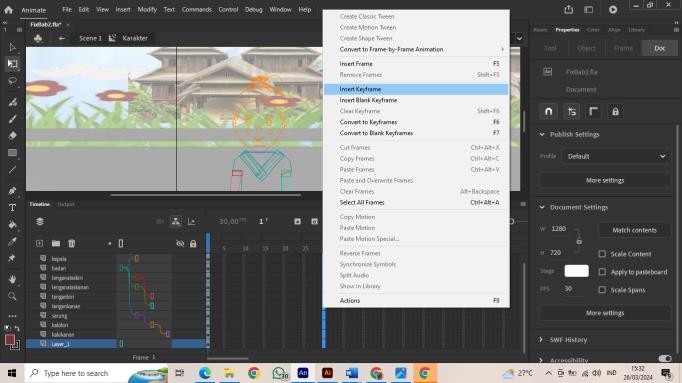 Animate
File Edit View Insert Modify Text Commands Control Debug Window Help
FixBab2.fla*
Scene 1 Karakter
Create Classic Tween
Create Motion Tween
Create Shape Tween
Convert to Frame-by-Frame Animation
Insert Frame F5
Remove Frames Shift+F5
Insert Keyframe
Insert Blank Keyframe
Clear Keyframe Shift+F6
Convert to Keyframes F6
Convert to Blank Keyframes F7
Cut Frames Ctrl+Alt+X
Copy Frames Ctrl+Alt+C
Paste Frames Ctrl+Alt+V
Paste and Overwrite Frames
Clear Frames Alt+Backspace
Select All Frames Ctrl+Alt+A
Copy Motion
Paste Motion
Paste Motion Special...
Reverse Frames
Synchronize Symbols
Split Audio
Show In Library
Actions F9
Assets Properties Color Align Library
Tool Object Frame Doc
FixBab2.fla
Document
Publish Settings
Profile Default
More settings
Document Settings
W 1280
H 720
Match contents
Scale Content
Stage Apply to pasteboard
FPS 30 Scale Spans
More settings
SWF History
Accessibility
Timeline Output
30,00 FPS 1 F
5 10 15 20 25
kepala
badan
lenganataskiri
lenganataskanan
tangankiri
tangankanan
sarung
kakikiri
kakikanan
Layer_1
Frame 1
Type here to search
27°C
IND
15:32
26/03/2024